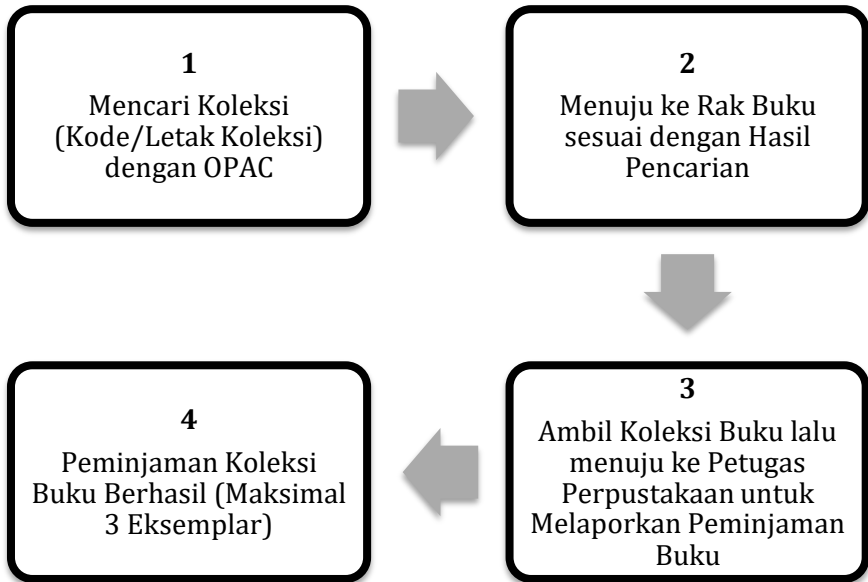 1
Mencari Koleksi
(Kode/Letak Koleksi)
dengan OPAC
2
Menuju ke Rak Buku
sesuai dengan Hasil
Pencarian
3
Ambil Koleksi Buku lalu
menuju ke Petugas
Perpustakaan untuk
Melaporkan Peminjaman
Buku
4
Peminjaman Koleksi
Buku Berhasil (Maksimal
3 Eksemplar)